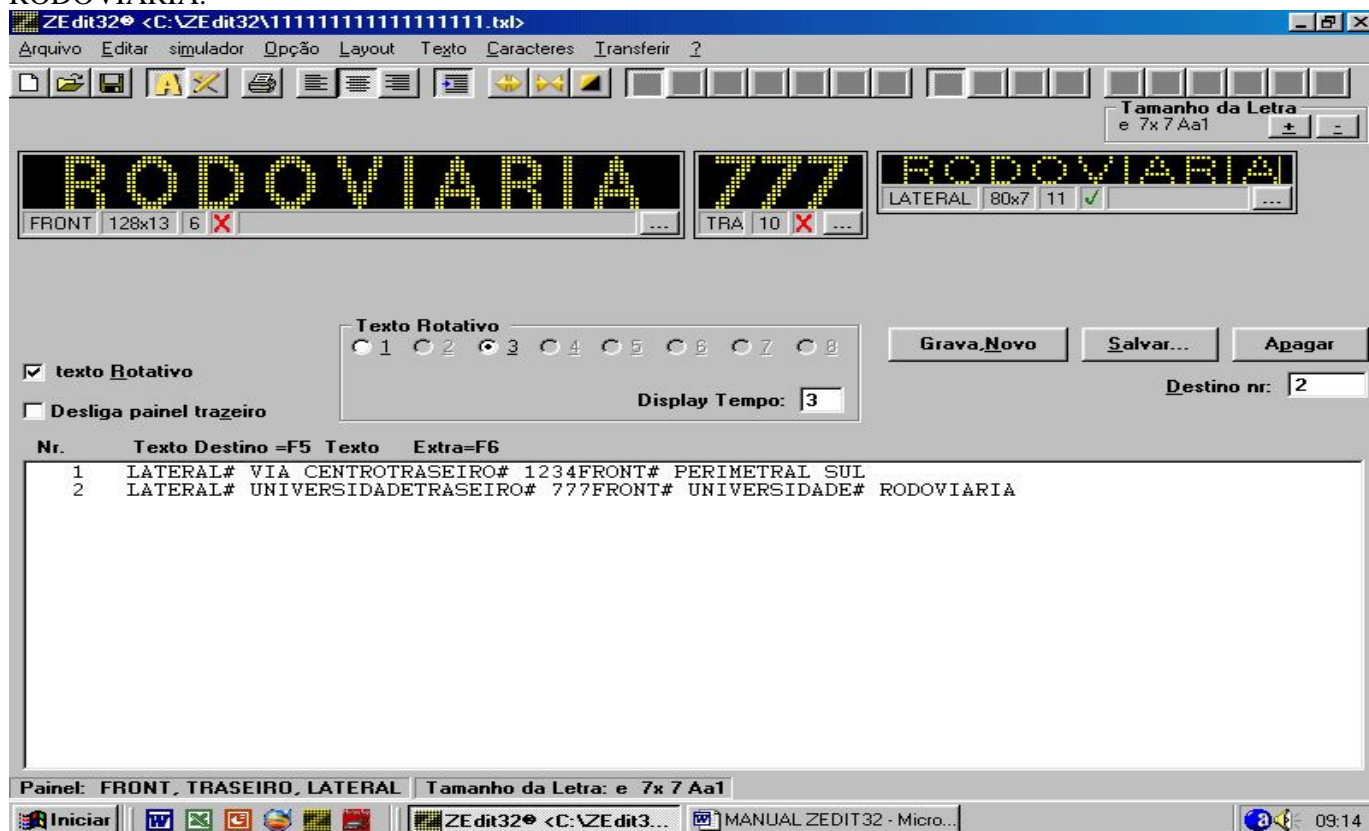 RODOVIARIA.
ZEdit32® <C:\ZEdit32\111111111111111111.txl>
Arquivo Editar simulador Opção Layout Texto Caracteres Transferir ?
Tamanho da Letra
e 7x 7 Aa1 + -
RODOVIARIA 777 RODOVIARIA
FRONT 128x13 6 ... TRA 10 ... LATERAL 80x7 11 ...
Texto Rotativo
1 2 3 4 5 6 7 8
Grava,Novo Salvar... Apagar
texto Rotativo
Display Tempo: 3
Destino nr: 2
Desliga painel trazeiro
Nr. Texto Destino =F5 Texto Extra=F6
1 LATERAL# VIA CENTROTRASEIRO# 1234FRONT# PERIMETRAL SUL
2 LATERAL# UNIVERSIDADETRASEIRO# 777FRONT# UNIVERSIDADE# RODOVIARIA
Painel: FRONT, TRASEIRO, LATERAL Tamanho da Letra: e 7x 7 Aa1
Iniciar ZEdit32® <C:\ZEdit3... MANUAL ZEDIT32 - Micro... 09:14